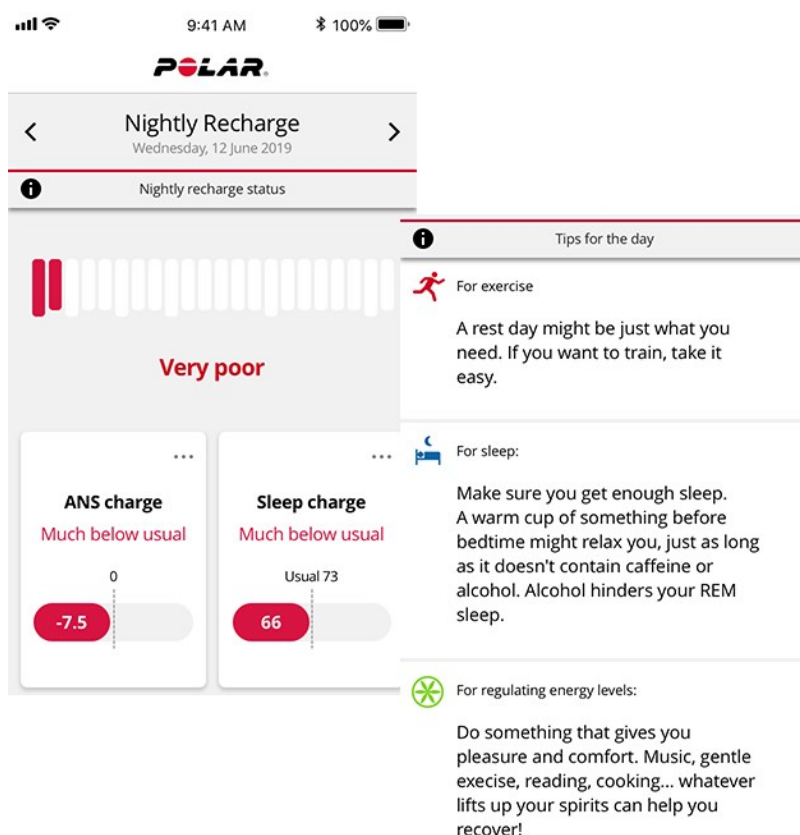 9:41 AM
100%
POLAR
Nightly Recharge
Wednesday, 12 June 2019
Nightly recharge status
Very poor
ANS charge
Much below usual
0
-7.5
Sleep charge
Much below usual
Usual 73
66
Tips for the day
For exercise
A rest day might be just what you
need. If you want to train, take it
easy.
For sleep:
Make sure you get enough sleep.
A warm cup of something before
bedtime might relax you, just as long
as it doesn't contain caffeine or
alcohol. Alcohol hinders your REM
sleep.
For regulating energy levels:
Do something that gives you
pleasure and comfort. Music, gentle
execise, reading, cooking... whatever
lifts up your spirits can help you
recover!